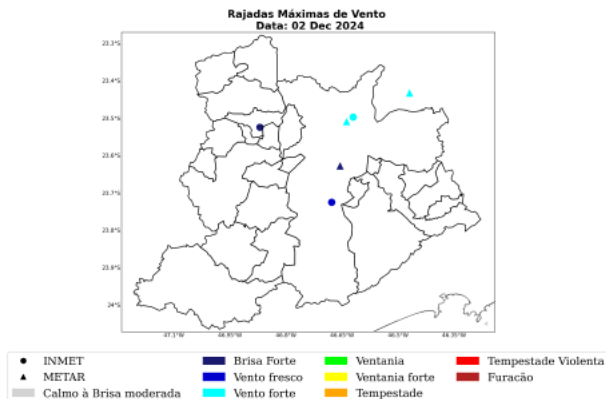 Rajadas Máximas de Vento
Data: 02 Dec 2024
23.3°S
23.4°S
23.5°S
23.6°S
23.7°S
23.8°S
23.9°S
24°S
47.1°W
46.95°W
46.8°W
46.65°W
46.5°W
46.35°W
INMET
METAR
Calmo à Brisa moderada
Brisa Forte
Vento fresco
Vento forte
Ventania
Ventania forte
Tempestade
Tempestade Violenta
Furacão